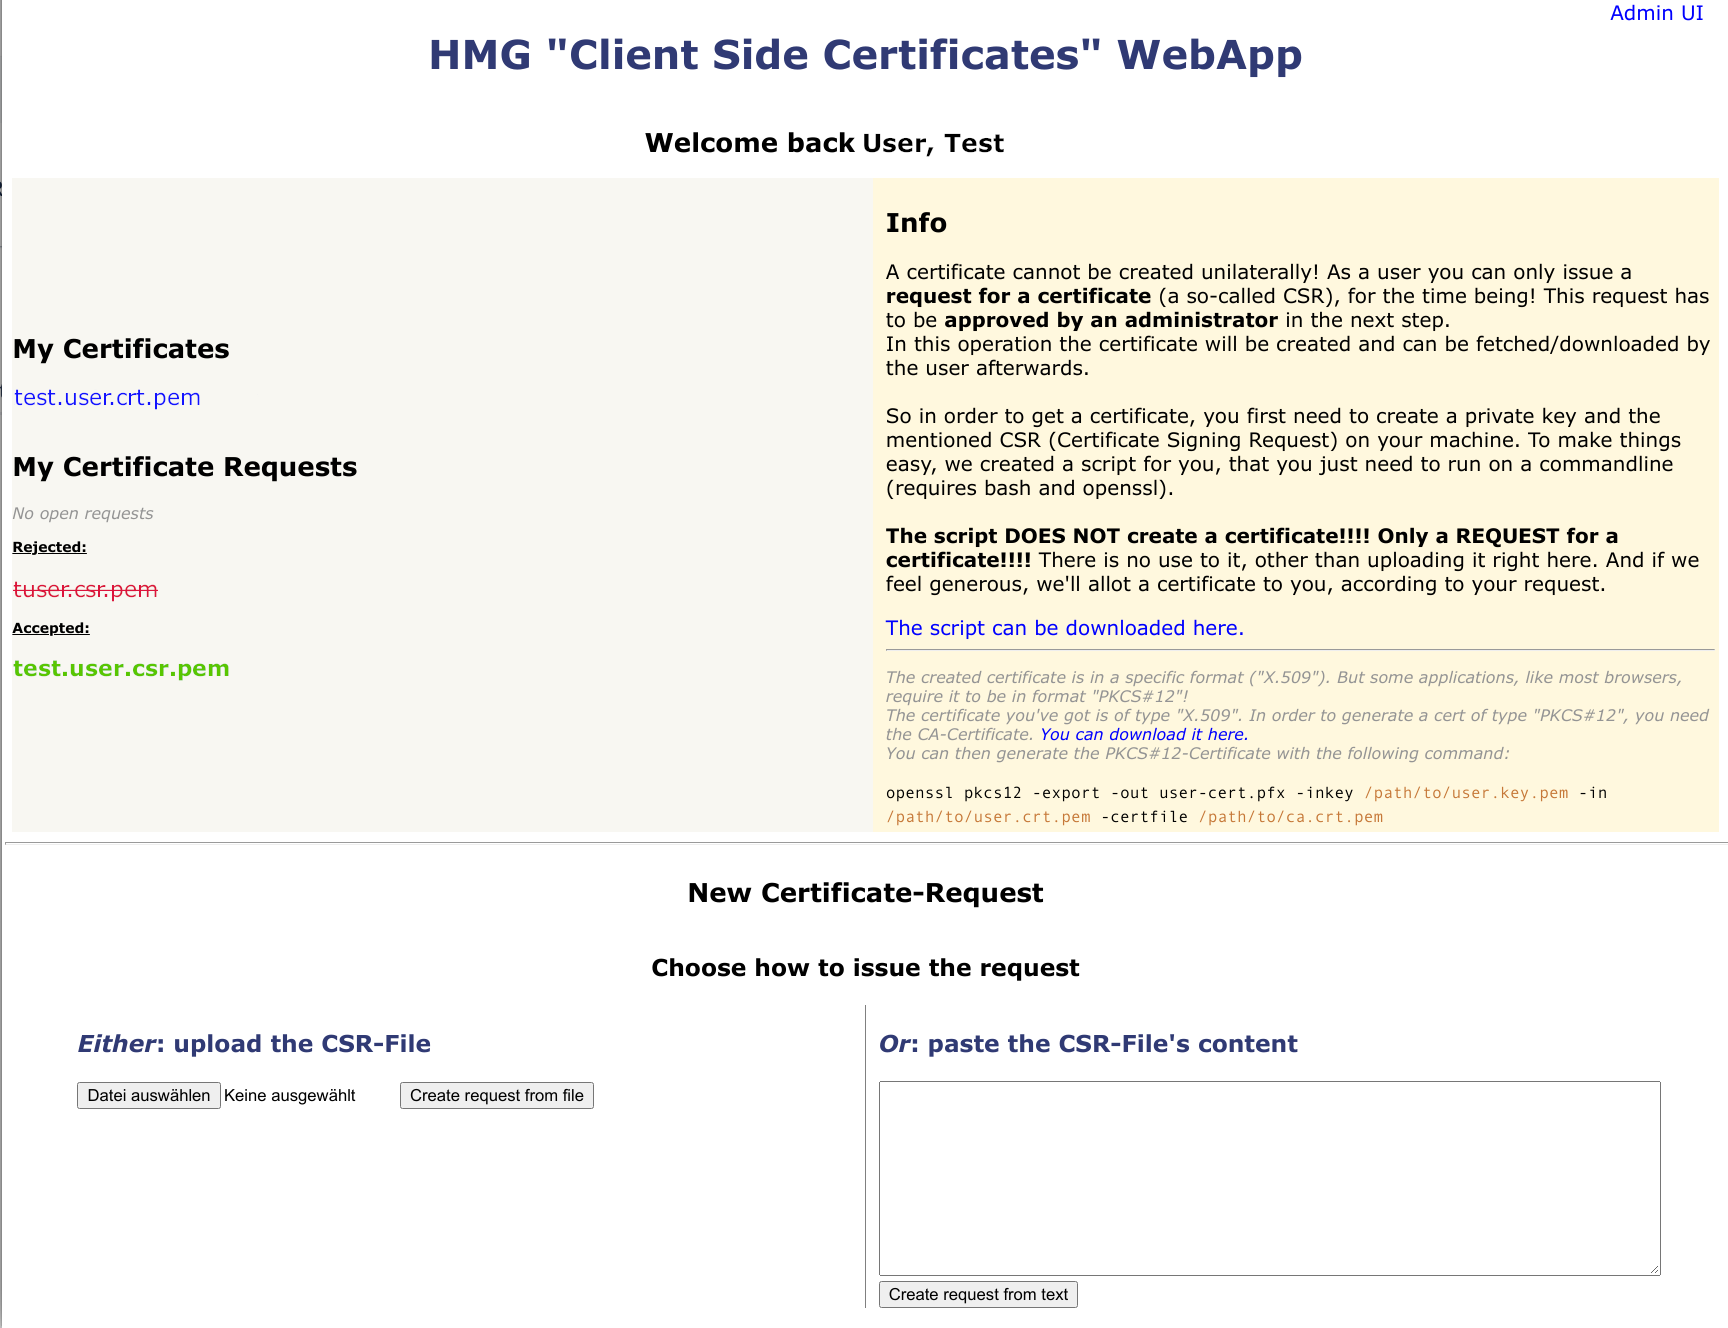 Admin UI
HMG "Client Side Certificates" WebApp
Welcome back User, Test
My Certificates
test.user.crt.pem
My Certificate Requests
No open requests
Rejected:
tuser.csr.pem
Accepted:
test.user.csr.pem
Info
A certificate cannot be created unilaterally! As a user you can only issue a
request for a certificate (a so-called CSR), for the time being! This request has
to be approved by an administrator in the next step.
In this operation the certificate will be created and can be fetched/downloaded by
the user afterwards.
So in order to get a certificate, you first need to create a private key and the
mentioned CSR (Certificate Signing Request) on your machine. To make things
easy, we created a script for you, that you just need to run on a commandline
(requires bash and openssl).
The script DOES NOT create a certificate!!!! Only a REQUEST for a
certificate!!!! There is no use to it, other than uploading it right here. And if we
feel generous, we'll allot a certificate to you, according to your request.
The script can be downloaded here.
The created certificate is in a specific format ("X.509"). But some applications, like most browsers,
require it to be in format "PKCS#12"!
The certificate you've got is of type "X.509". In order to generate a cert of type "PKCS#12", you need
the CA-Certificate. You can download it here.
You can then generate the PKCS#12-Certificate with the following command:
openssl pkcs12 -export -out user-cert.pfx -inkey /path/to/user.key.pem -in
/path/to/user.crt.pem -certfile /path/to/ca.crt.pem
New Certificate-Request
Choose how to issue the request
Either: upload the CSR-File
Datei auswählen Keine ausgewählt Create request from file
Or: paste the CSR-File's content
Create request from text